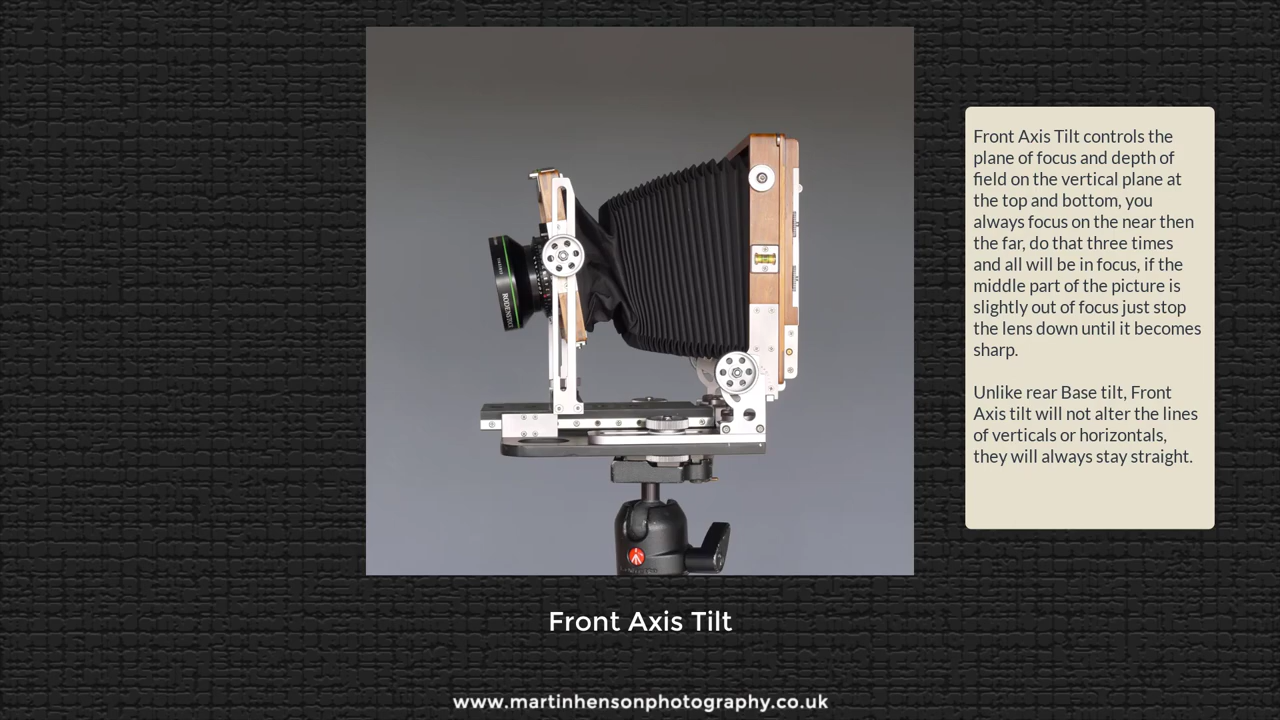 Front Axis Tilt controls the
plane of focus and depth of
field on the vertical plane at
the top and bottom, you
always focus on the near then
the far, do that three times
and all will be in focus, if the
middle part of the picture is
slightly out of focus just stop
the lens down until it becomes
sharp.
Unlike rear Base tilt, Front
Axis tilt will not alter the lines
of verticals or horizontals,
they will always stay straight.
Front Axis Tilt
www.martinhensonphotography.co.uk